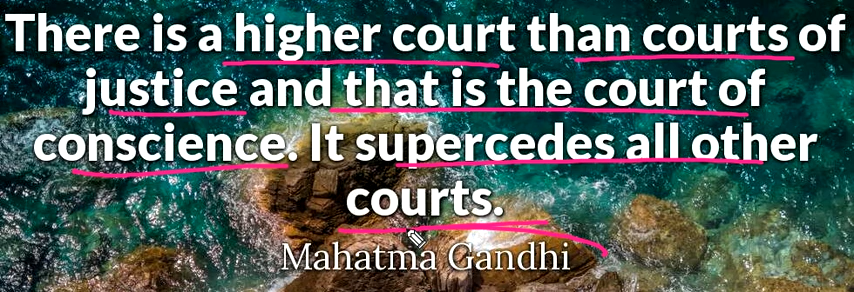 There is a higher court than courts of
justice and that is the court of
conscience. It supercedes all other
courts.
Mahatma Gandhi